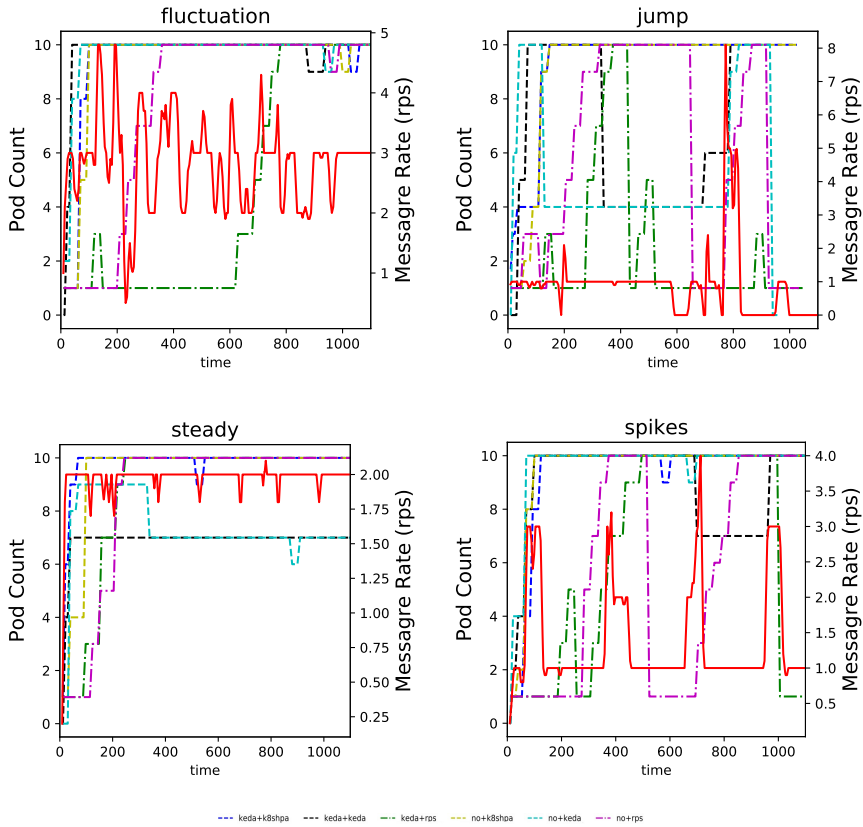 fluctuation
jump
10
8
6
4
2
0
Pod Count
5
4
3
2
1
Messagre Rate (rps)
0 200 400 600 800 1000
time
10
8
6
4
2
0
Pod Count
8
7
6
5
4
3
2
1
0
Messagre Rate (rps)
0 200 400 600 800 1000
time
steady
spikes
10
8
6
4
2
0
Pod Count
2.00
1.75
1.50
1.25
1.00
0.75
0.50
0.25
Messagre Rate (rps)
0 200 400 600 800 1000
time
10
8
6
4
2
0
Pod Count
4.0
3.5
3.0
2.5
2.0
1.5
1.0
0.5
Messagre Rate (rps)
0 200 400 600 800 1000
time
keda+k8shpa keda+keda keda+rps no+k8shpa no+keda no+rps